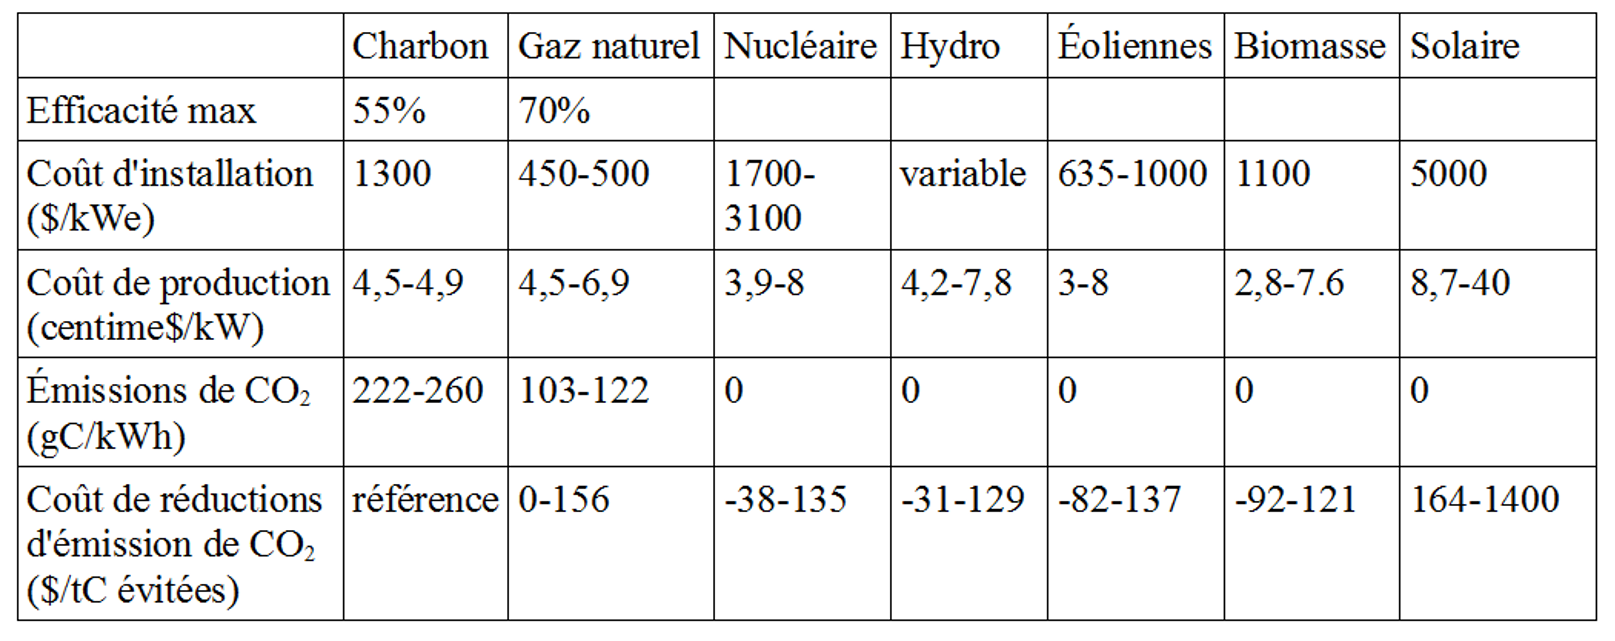 Charbon Gaz naturel Nucléaire Hydro Éoliennes Biomasse Solaire
Efficacité max 55% 70%
Coût d'installation 1300 450-500 1700- variable 635-1000 1100 5000
($/kWe) 3100
Coût de production 4,5-4,9 4,5-6,9 3,9-8 4,2-7,8 3-8 2,8-7.6 8,7-40
(centime$/kW)
Émissions de CO₂ 222-260 103-122 0 0 0 0 0
(gC/kWh)
Coût de réductions référence 0-156 -38-135 -31-129 -82-137 -92-121 164-1400
d'émission de CO₂
($/tC évitées)